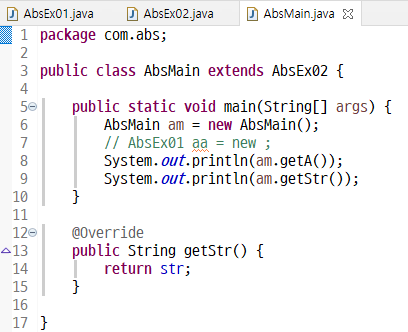 AbsEx01.java AbsEx02.java AbsMain.java
1 package com.abs;
2
3 public class AbsMain extends AbsEx02 {
4
5 public static void main(String[] args) {
6 AbsMain am = new AbsMain();
7 // AbsEx01 aa = new ;
8 System.out.println(am.getA());
9 System.out.println(am.getStr());
10 }
11
12 @Override
13 public String getStr() {
14 return str;
15 }
16
17 }